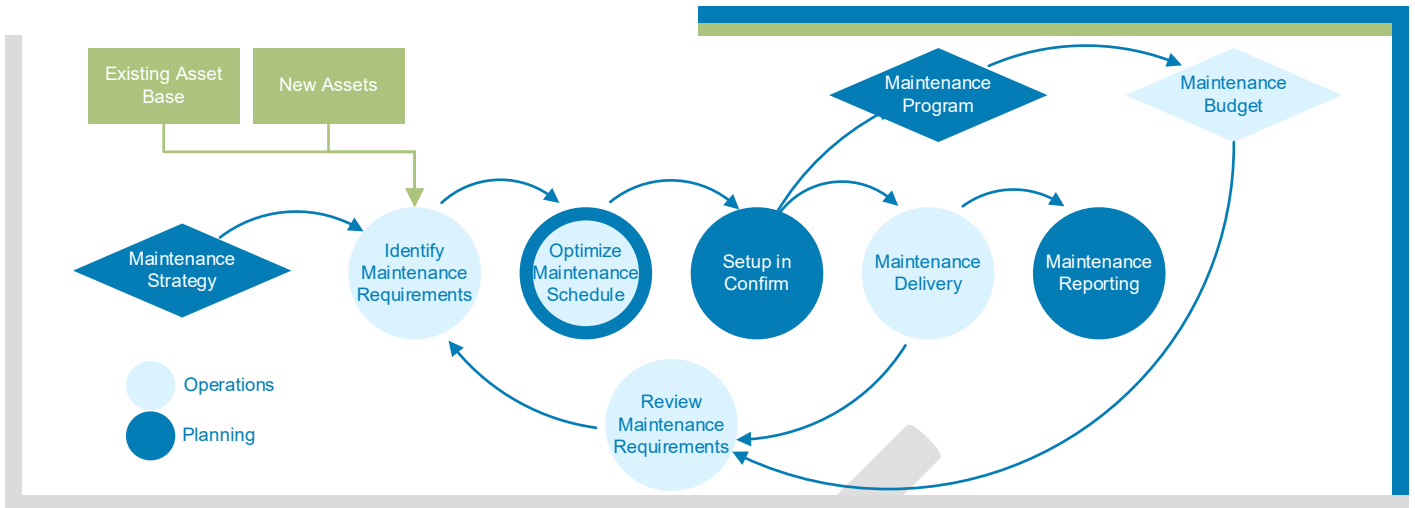 Existing Asset
Base
New Assets
Maintenance
Program
Maintenance
Budget
Maintenance
Strategy
Identify
Maintenance
Requirements
Optimize
Maintenance
Schedule
Setup in
Confirm
Maintenance
Delivery
Maintenance
Reporting
Operations
Planning
Review
Maintenance
Requirements